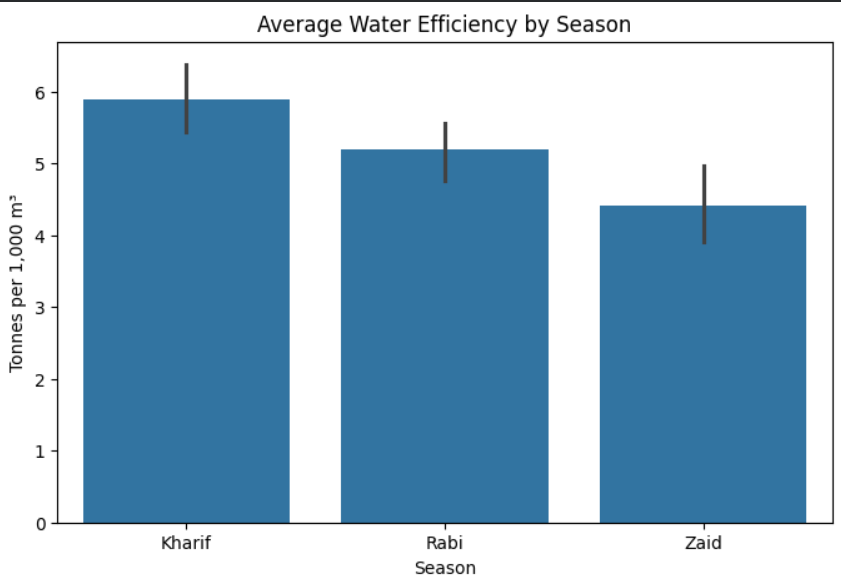 Average Water Efficiency by Season
Tonnes per 1,000 m³
6
5
4
3
2
1
0
Kharif
Rabi
Zaid
Season